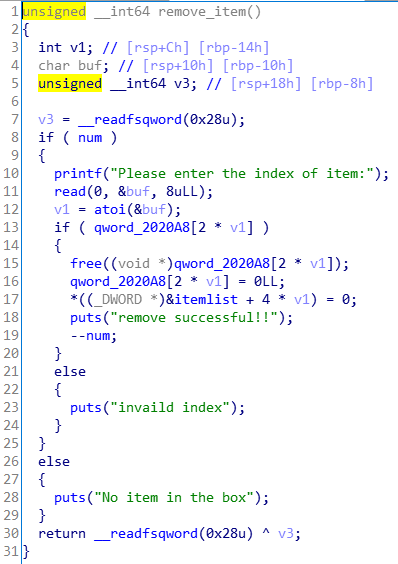 1 unsigned __int64 remove_item()
2 {
3 int v1; // [rsp+Ch] [rbp-14h]
4 char buf; // [rsp+10h] [rbp-10h]
5 unsigned __int64 v3; // [rsp+18h] [rbp-8h]
6
7 v3 = __readfsqword(0x28u);
8 if ( num )
9 {
10 printf("Please enter the index of item:");
11 read(0, &buf, 8uLL);
12 v1 = atoi(&buf);
13 if ( qword_2020A8[2 * v1] )
14 {
15 free((void *)qword_2020A8[2 * v1]);
16 qword_2020A8[2 * v1] = 0LL;
17 *((_DWORD *)&itemlist + 4 * v1) = 0;
18 puts("remove successful!!");
19 --num;
20 }
21 else
22 {
23 puts("invaild index");
24 }
25 }
26 else
27 {
28 puts("No item in the box");
29 }
30 return __readfsqword(0x28u) ^ v3;
31 }